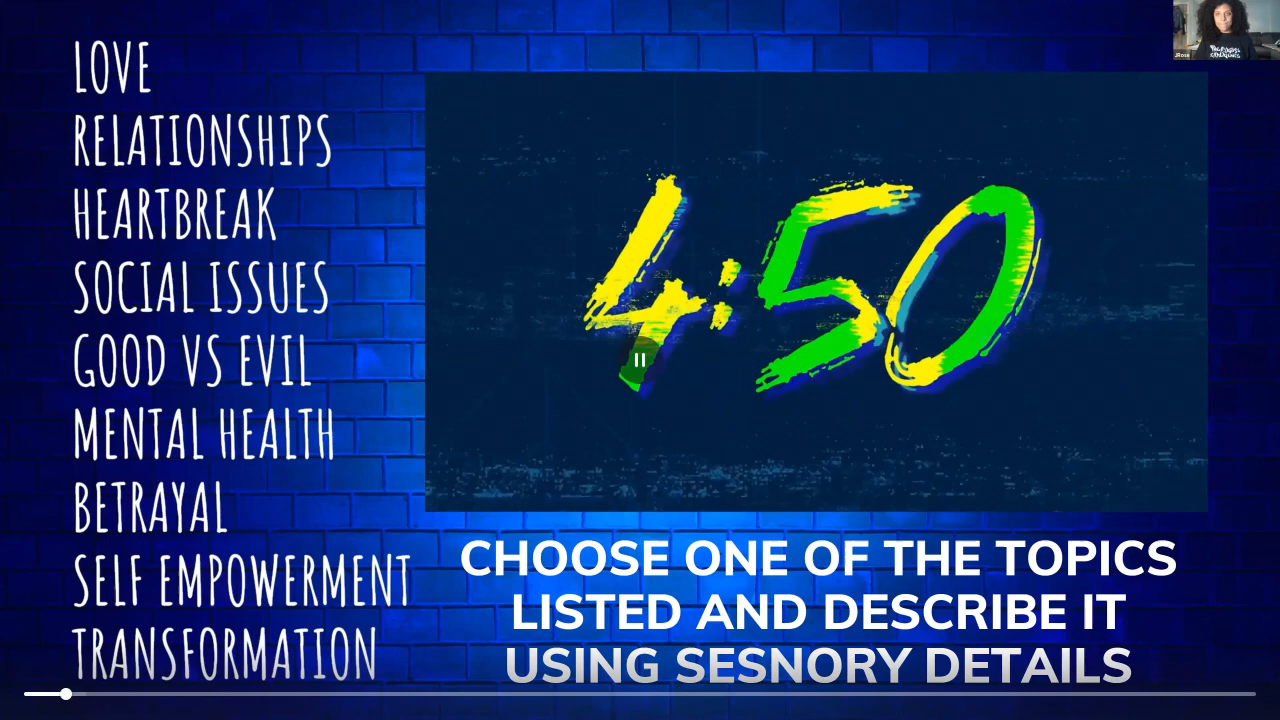 LOVE
RELATIONSHIPS
HEARTBREAK
SOCIAL ISSUES
GOOD VS EVIL
MENTAL HEALTH
BETRAYAL
SELF EMPOWERMENT
TRANSFORMATION
4:50
CHOOSE ONE OF THE TOPICS
LISTED AND DESCRIBE IT
USING SESNORY DETAILS